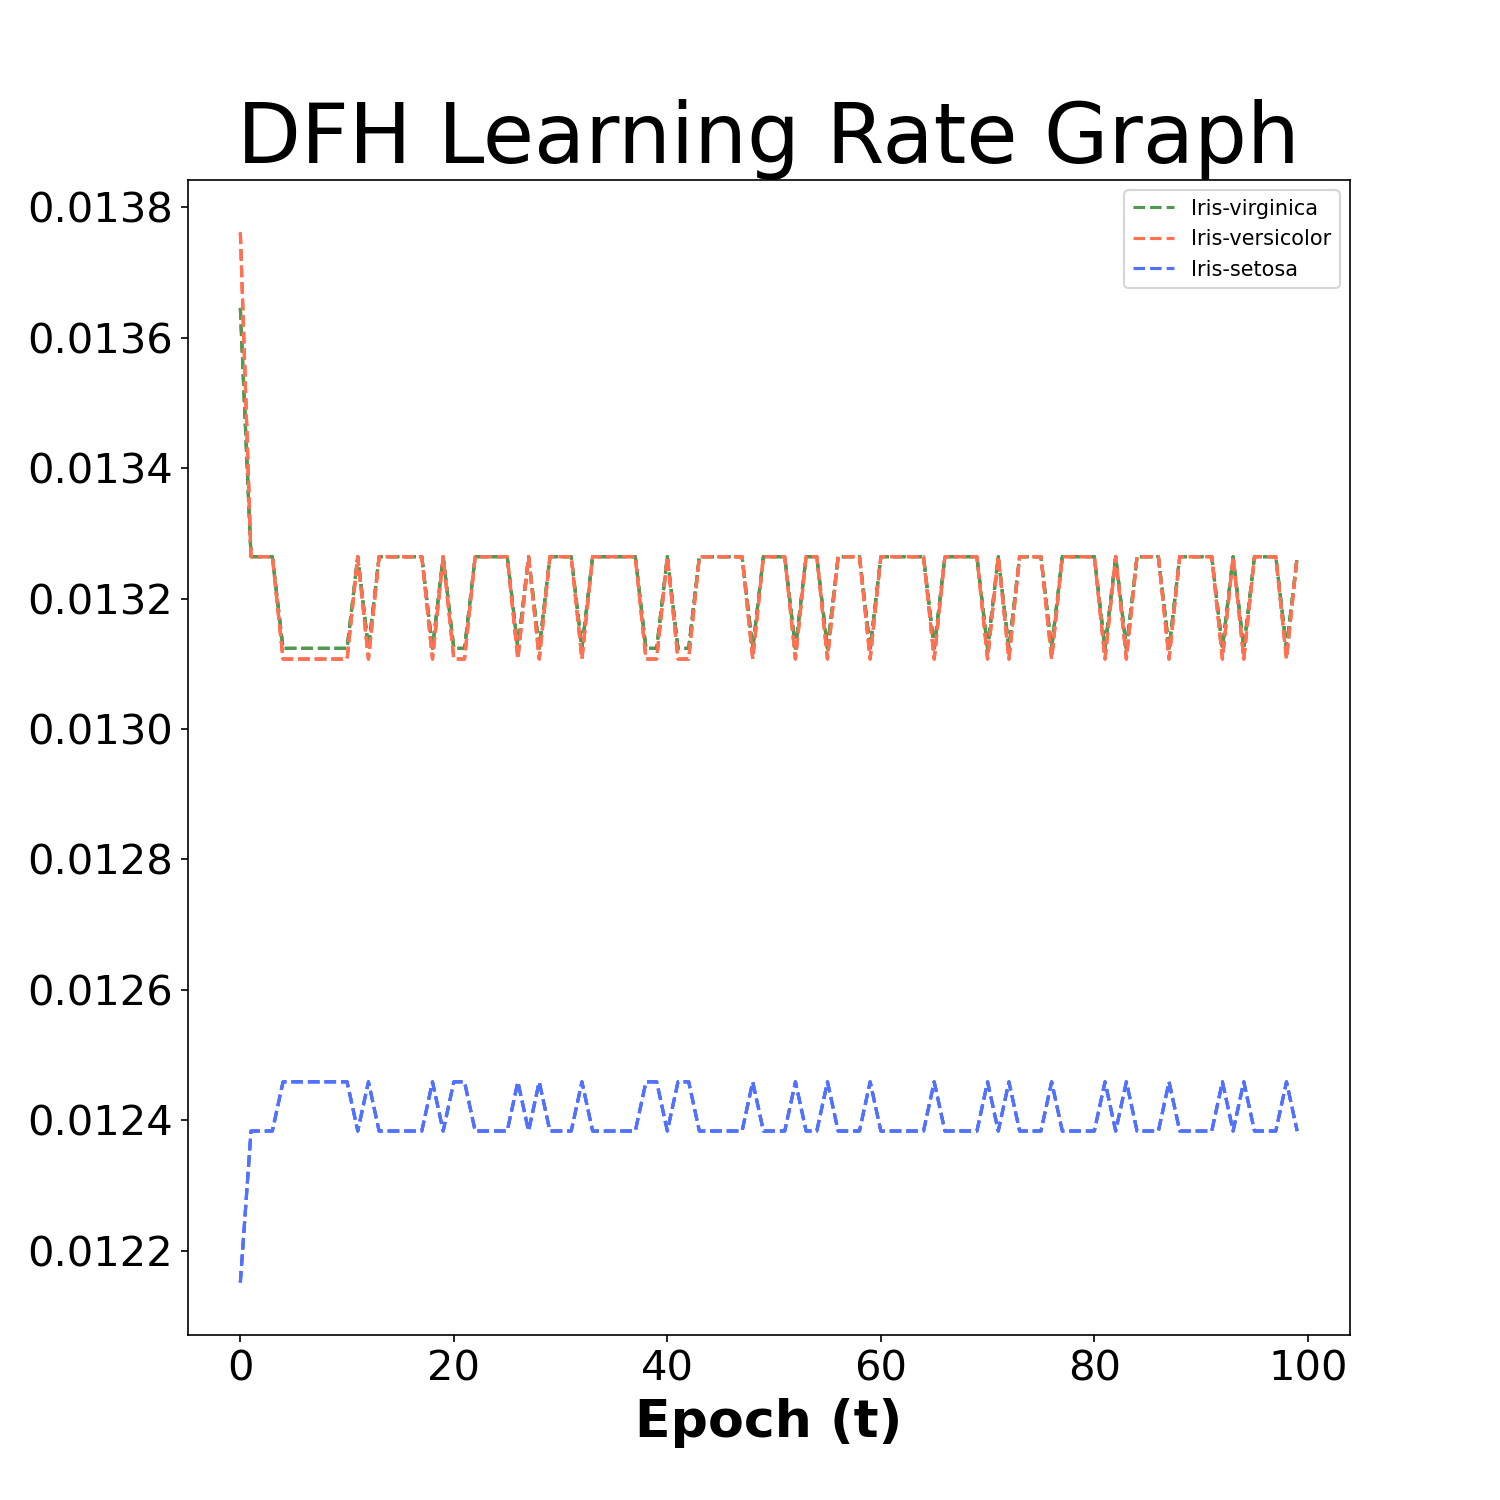 DFH Learning Rate Graph
0.0138
0.0136
0.0134
0.0132
0.0130
0.0128
0.0126
0.0124
0.0122
Iris-virginica
Iris-versicolor
Iris-setosa
0 20 40 60 80 100
Epoch (t)